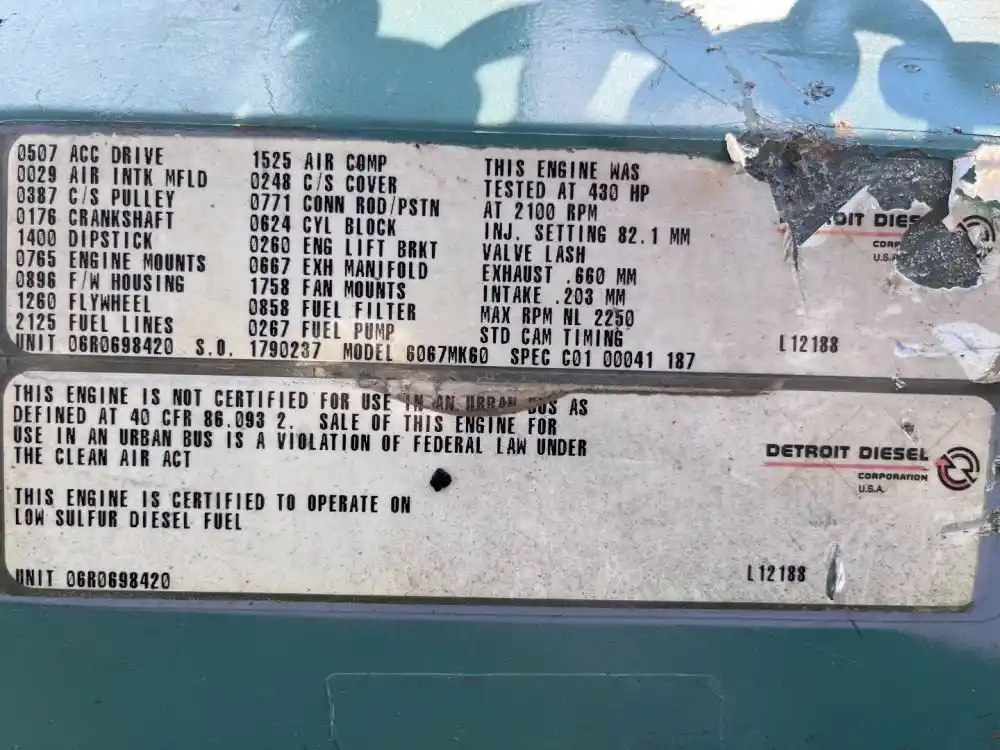 0507 ACC DRIVE
0029 AIR INTK MFLD
0387 C/S PULLEY
0176 CRANKSHAFT
1400 DIPSTICK
0765 ENGINE MOUNTS
0896 F/W HOUSING
1260 FLYWHEEL
2125 FUEL LINES
1525 AIR COMP
0248 C/S COVER
0771 CONN ROD/PSTN
0624 CYL BLOCK
0260 ENG LIFT BRKT
0667 EXH MANIFOLD
1758 FAN MOUNTS
0858 FUEL FILTER
0267 FUEL PUMP
THIS ENGINE WAS
TESTED AT 430 HP
AT 2100 RPM
INJ. SETTING 82.1 MM
VALVE LASH
EXHAUST .660 MM
INTAKE .203 MM
MAX RPM NL 2250
STD CAM TIMING
UNIT 06R0698420 S.O. 1790237 MODEL 6067MK60 SPEC C01 00041 187
L12188
THIS ENGINE IS NOT CERTIFIED FOR USE IN AN URBAN BUS AS
DEFINED AT 40 CFR 86.093 2. SALE OF THIS ENGINE FOR
USE IN AN URBAN BUS IS A VIOLATION OF FEDERAL LAW UNDER
THE CLEAN AIR ACT
THIS ENGINE IS CERTIFIED TO OPERATE ON
LOW SULFUR DIESEL FUEL
UNIT 06R0698420
DETROIT DIESEL
CORPORATION
U.S.A.
L12188